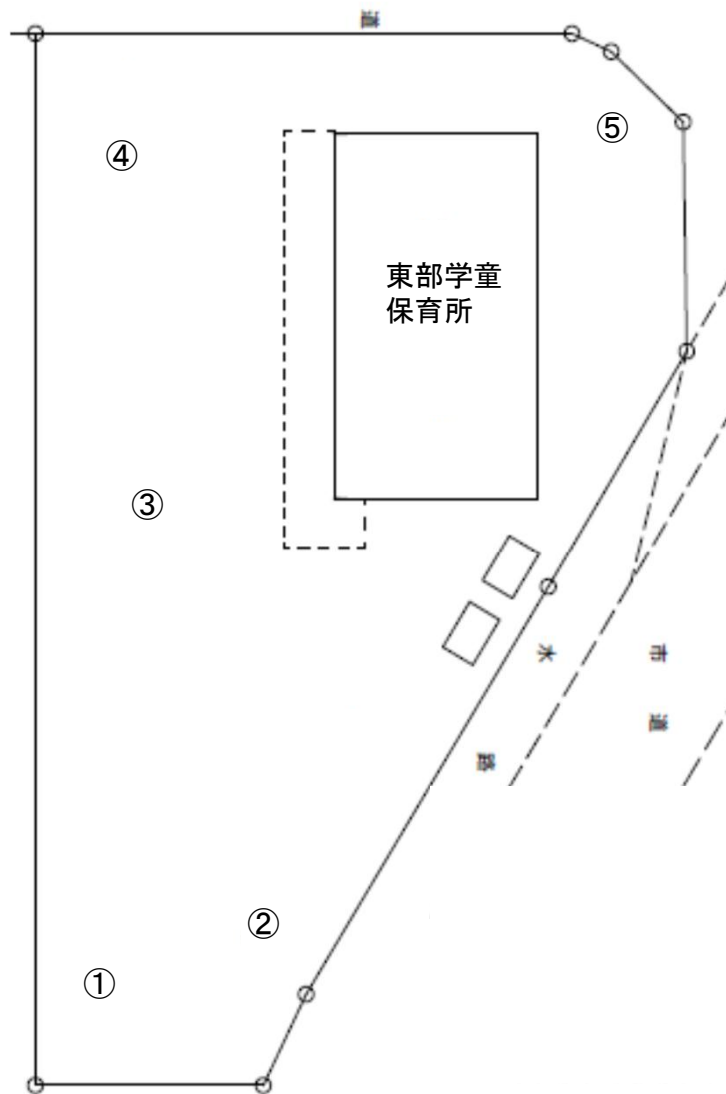 道
④
⑤
東部学童
保育所
③
水
路
市
道
②
①